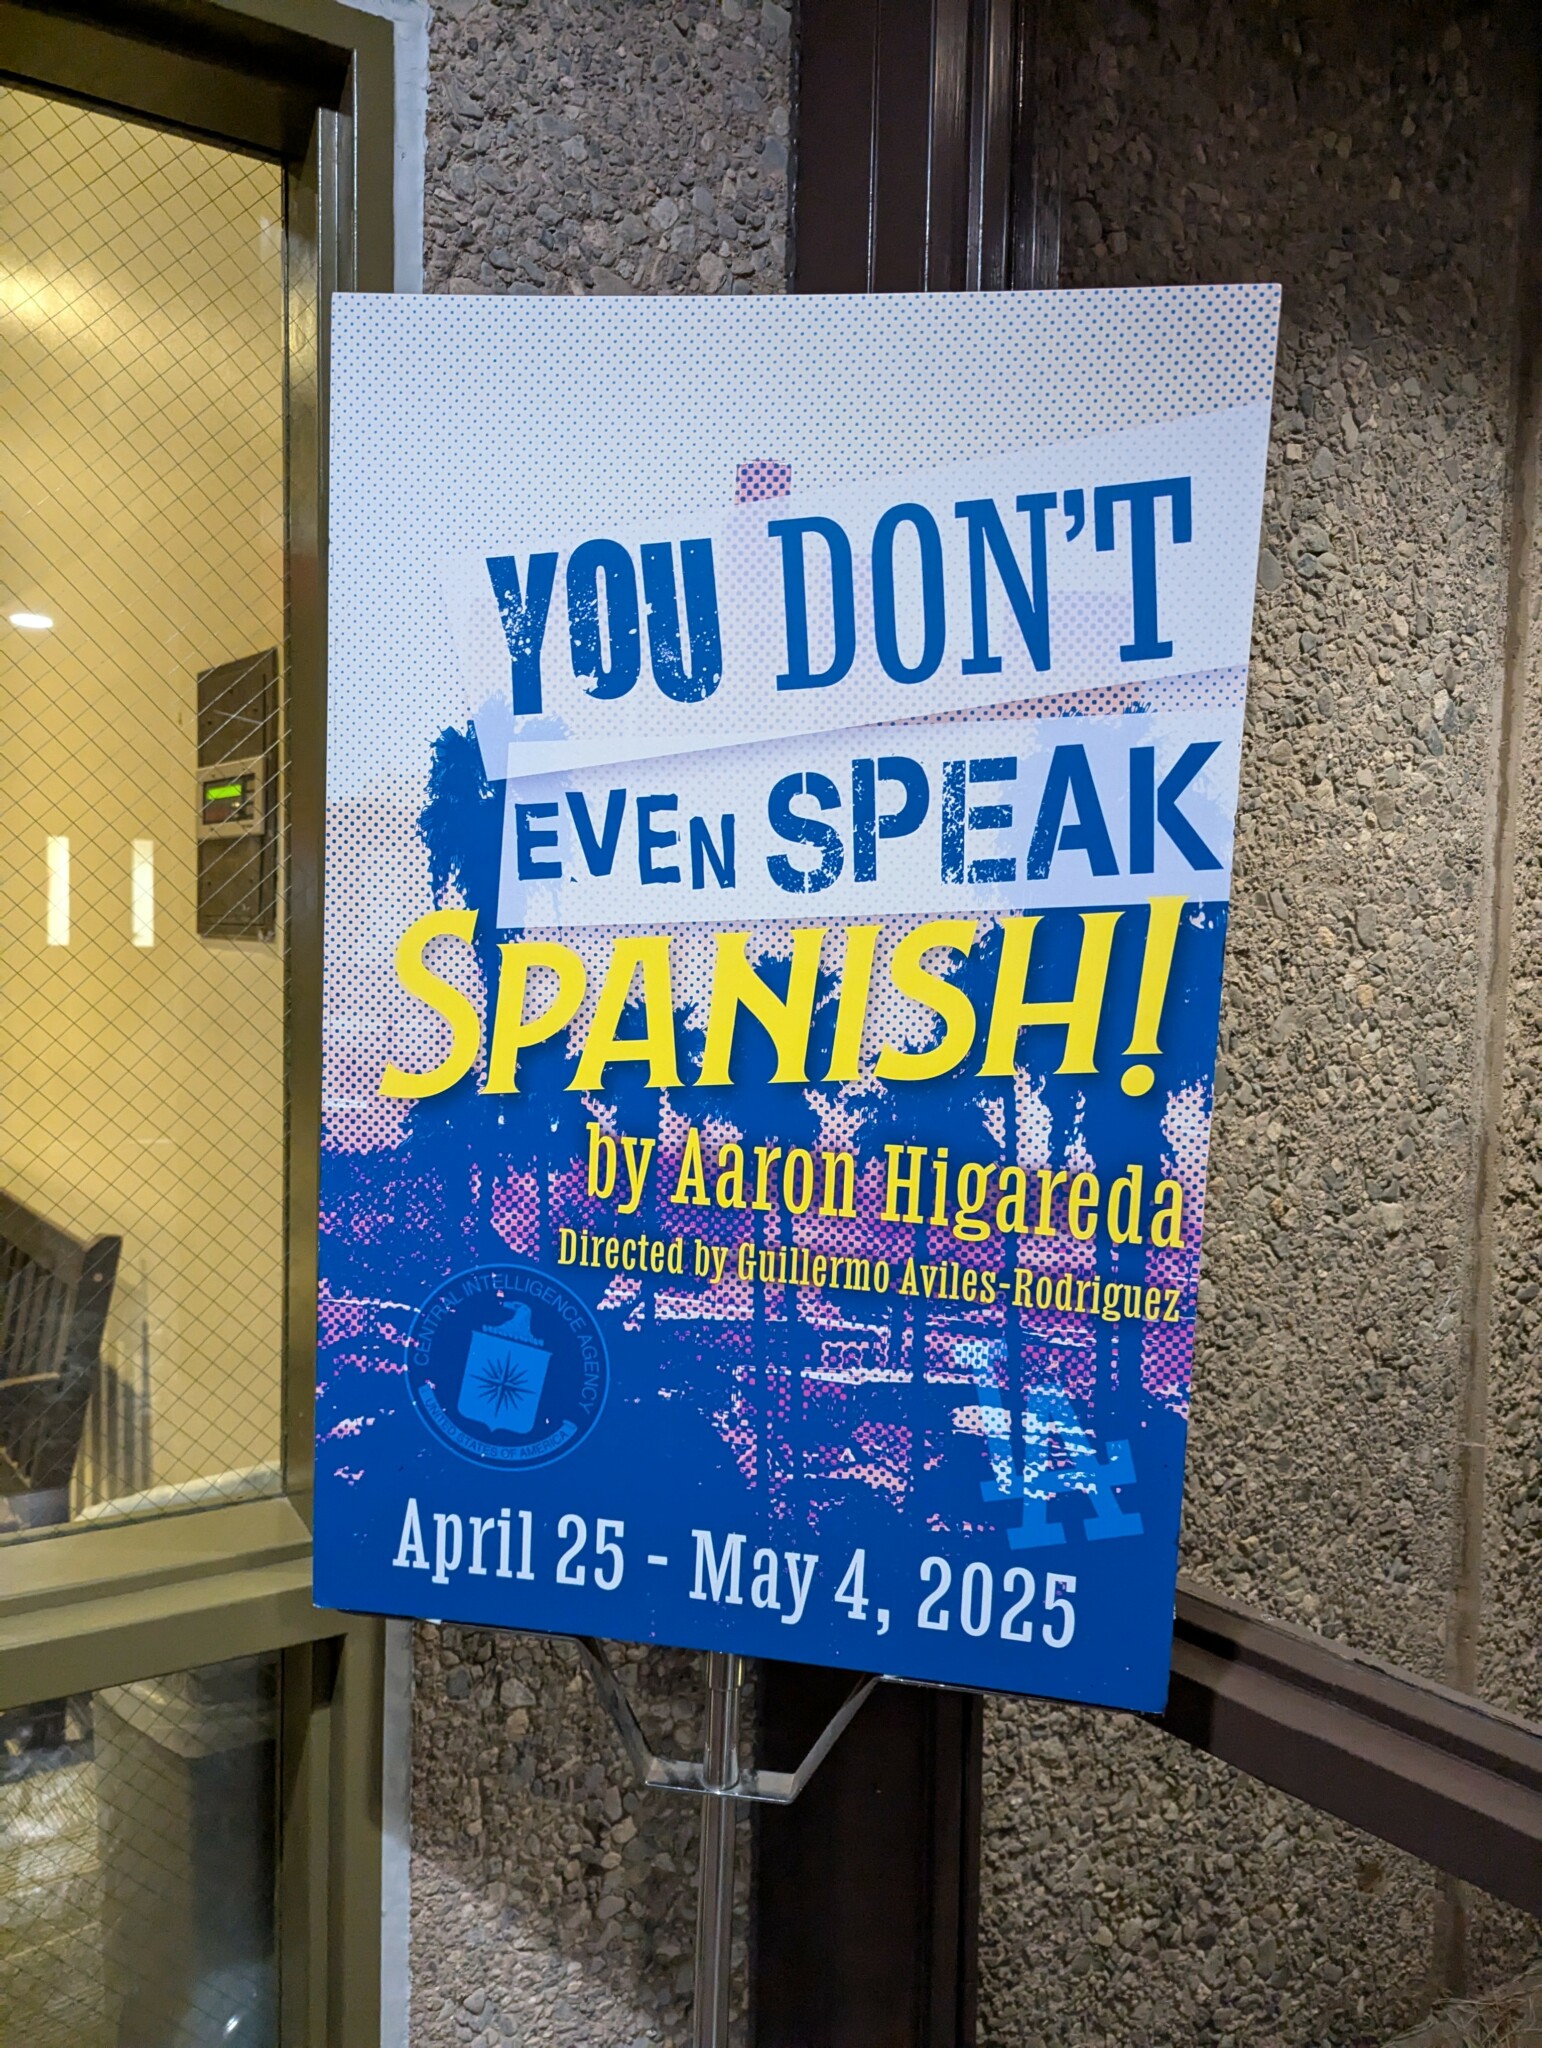 YOU DON'T
EVEN SPEAK
SPANISH!
by Aaron Higareda
Directed by Guillermo Aviles-Rodriguez
CENTRAL INTELLIGENCE AGENCY
UNITED STATES OF AMERICA
LA
April 25 - May 4, 2025